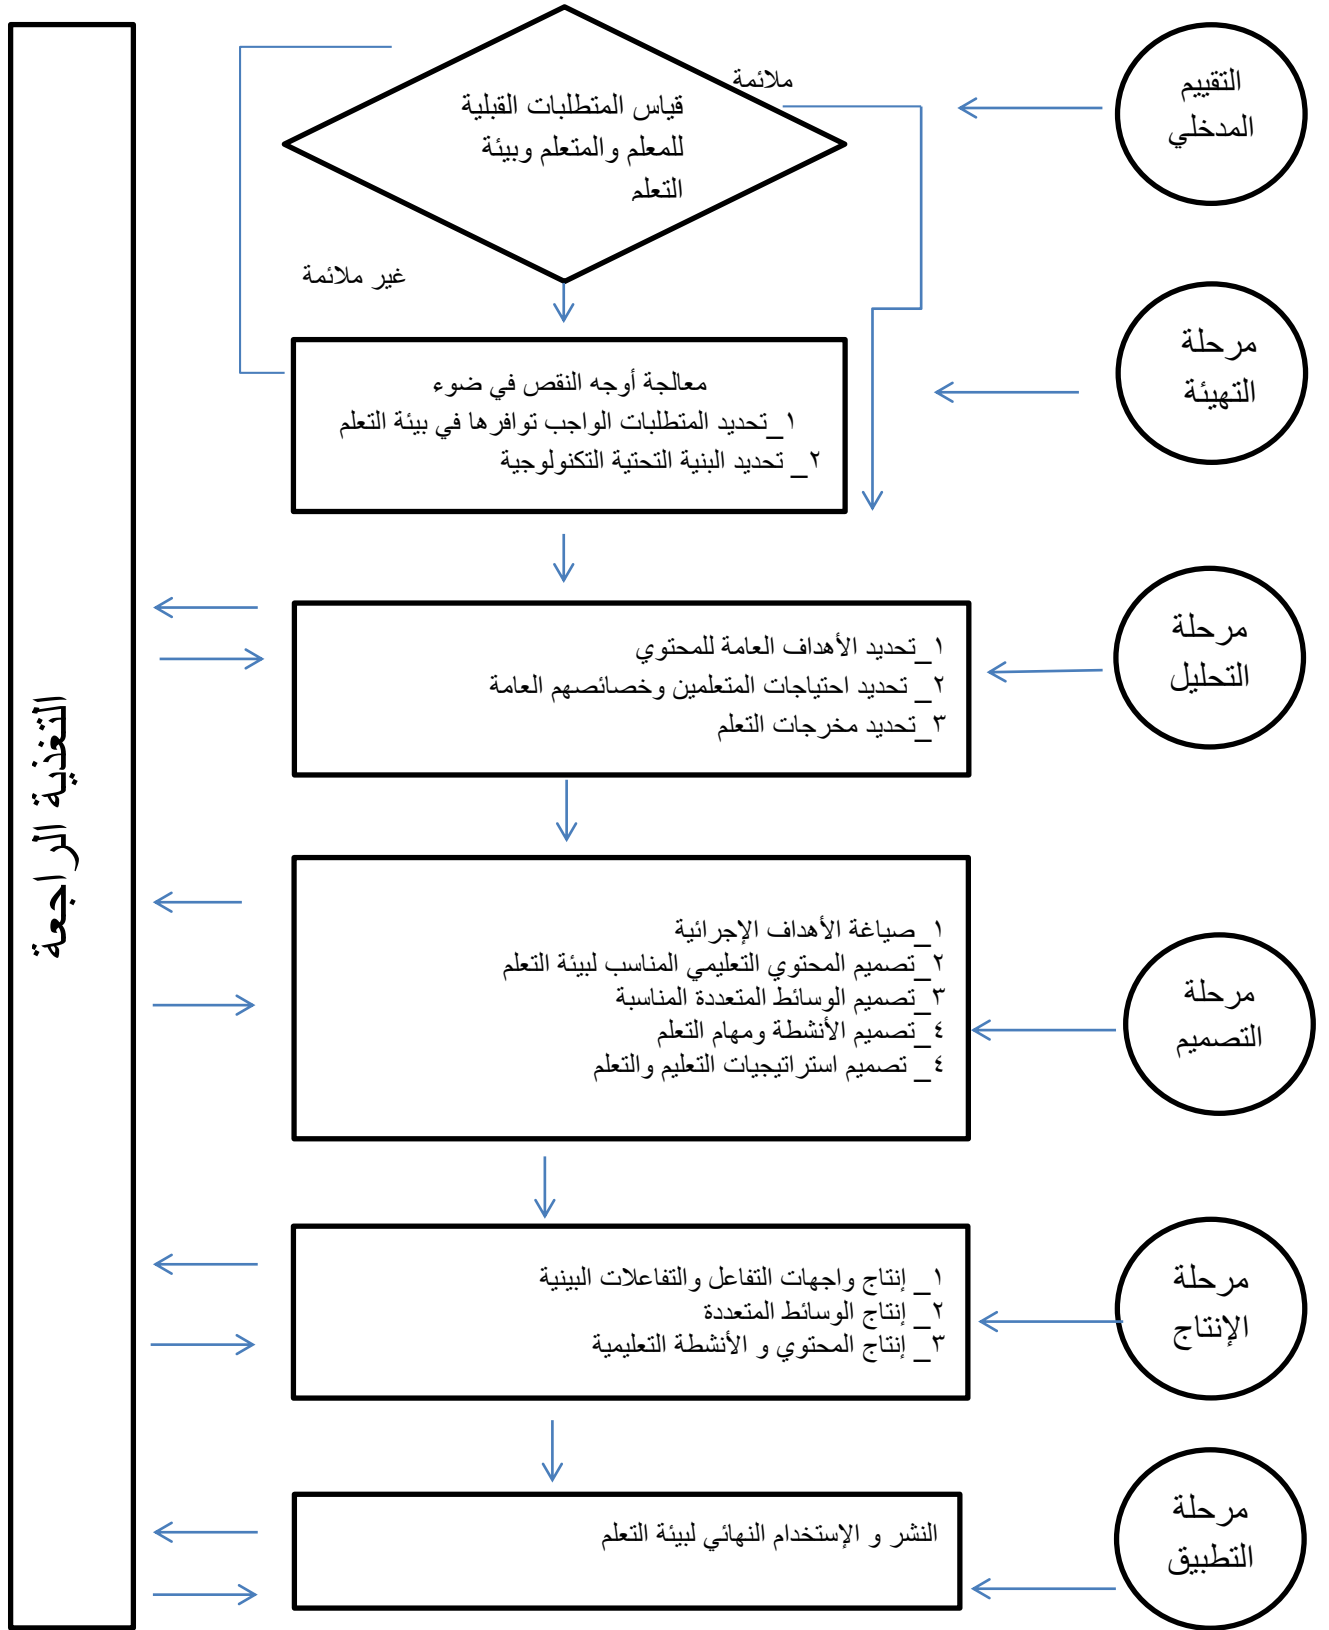 التقييم
المدخلي
ملائمة
قياس المتطلبات القبلية
للمعلم والمتعلم وبيئة
التعلم
غير ملائمة
مرحلة
التهيئة
معالجة أوجه النقص في ضوء
١_تحديد المتطلبات الواجب توافرها في بيئة التعلم
٢_ تحديد البنية التحتية التكنولوجية
مرحلة
التحليل
١_تحديد الأهداف العامة للمحتوي
٢_ تحديد احتياجات المتعلمين وخصائصهم العامة
٣_تحديد مخرجات التعلم
التغذية الراجعة
مرحلة
التصميم
١_صياغة الأهداف الإجرائية
٢_تصميم المحتوي التعليمي المناسب لبيئة التعلم
٣_تصميم الوسائط المتعددة المناسبة
٤_تصميم الأنشطة ومهام التعلم
٤_ تصميم استراتيجيات التعليم والتعلم
مرحلة
الإنتاج
١_ إنتاج واجهات التفاعل والتفاعلات البينية
٢_ إنتاج الوسائط المتعددة
٣_ إنتاج المحتوي و الأنشطة التعليمية
مرحلة
التطبيق
النشر و الإستخدام النهائي لبيئة التعلم